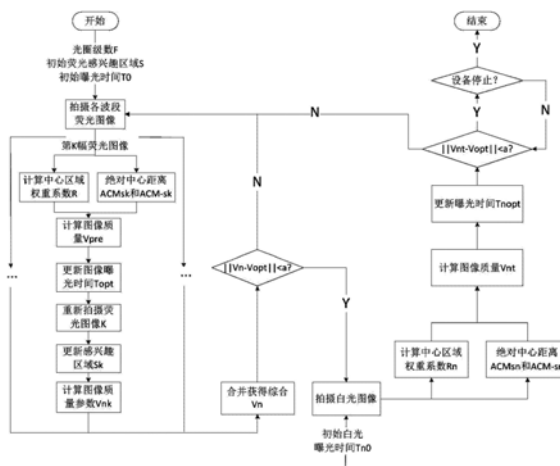 开始
光圈级数F
初始荧光感兴趣区域S
初始曝光时间T0
拍摄各波段
荧光图像
第K幅荧光图像
计算中心区域
权重系数R
绝对中心距离
ACMsk和ACM-sk
计算图像质
量Vpre
更新图像曝
光时间Topt
重新拍摄荧
光图像K
更新感兴趣
区域Sk
计算图像质
量参数Vnk
...
...
合并获得综合
Vn
||Vn-Vopt||<a?
N
Y
拍摄白光图像
初始白光
曝光时间Tn0
计算中心区域
权重系数Rn
绝对中心距离
ACMsn和ACM-sn
计算图像质量Vnt
更新曝光时间Tnopt
||Vnt-Vopt||<a?
N
Y
设备停止?
N
Y
结束